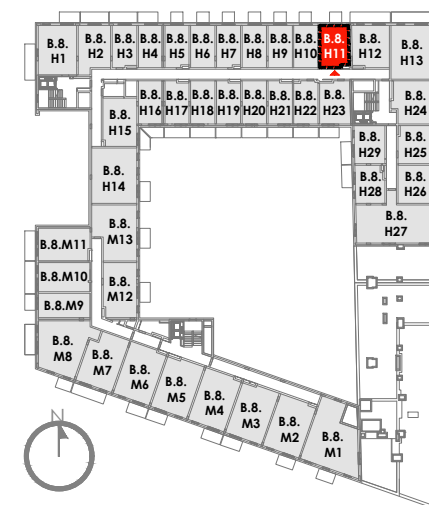 B.8.
H1
B.8.
H2
B.8.
H3
B.8.
H4
B.8.
H5
B.8.
H6
B.8.
H7
B.8.
H8
B.8.
H9
B.8.
H10
B.8.
H11
B.8.
H12
B.8.
H13
B.8.
H16
B.8.
H17
B.8.
H18
B.8.
H19
B.8.
H20
B.8.
H21
B.8.
H22
B.8.
H23
B.8.
H24
B.8.
H15
B.8.
H29
B.8.
H25
B.8.
H14
B.8.
H28
B.8.
H26
B.8.
H27
B.8.
M13
B.8.M11
B.8.M10
B.8.
M12
B.8.M9
B.8.
M8
B.8.
M7
B.8.
M6
B.8.
M5
B.8.
M4
B.8.
M3
B.8.
M2
B.8.
M1
N